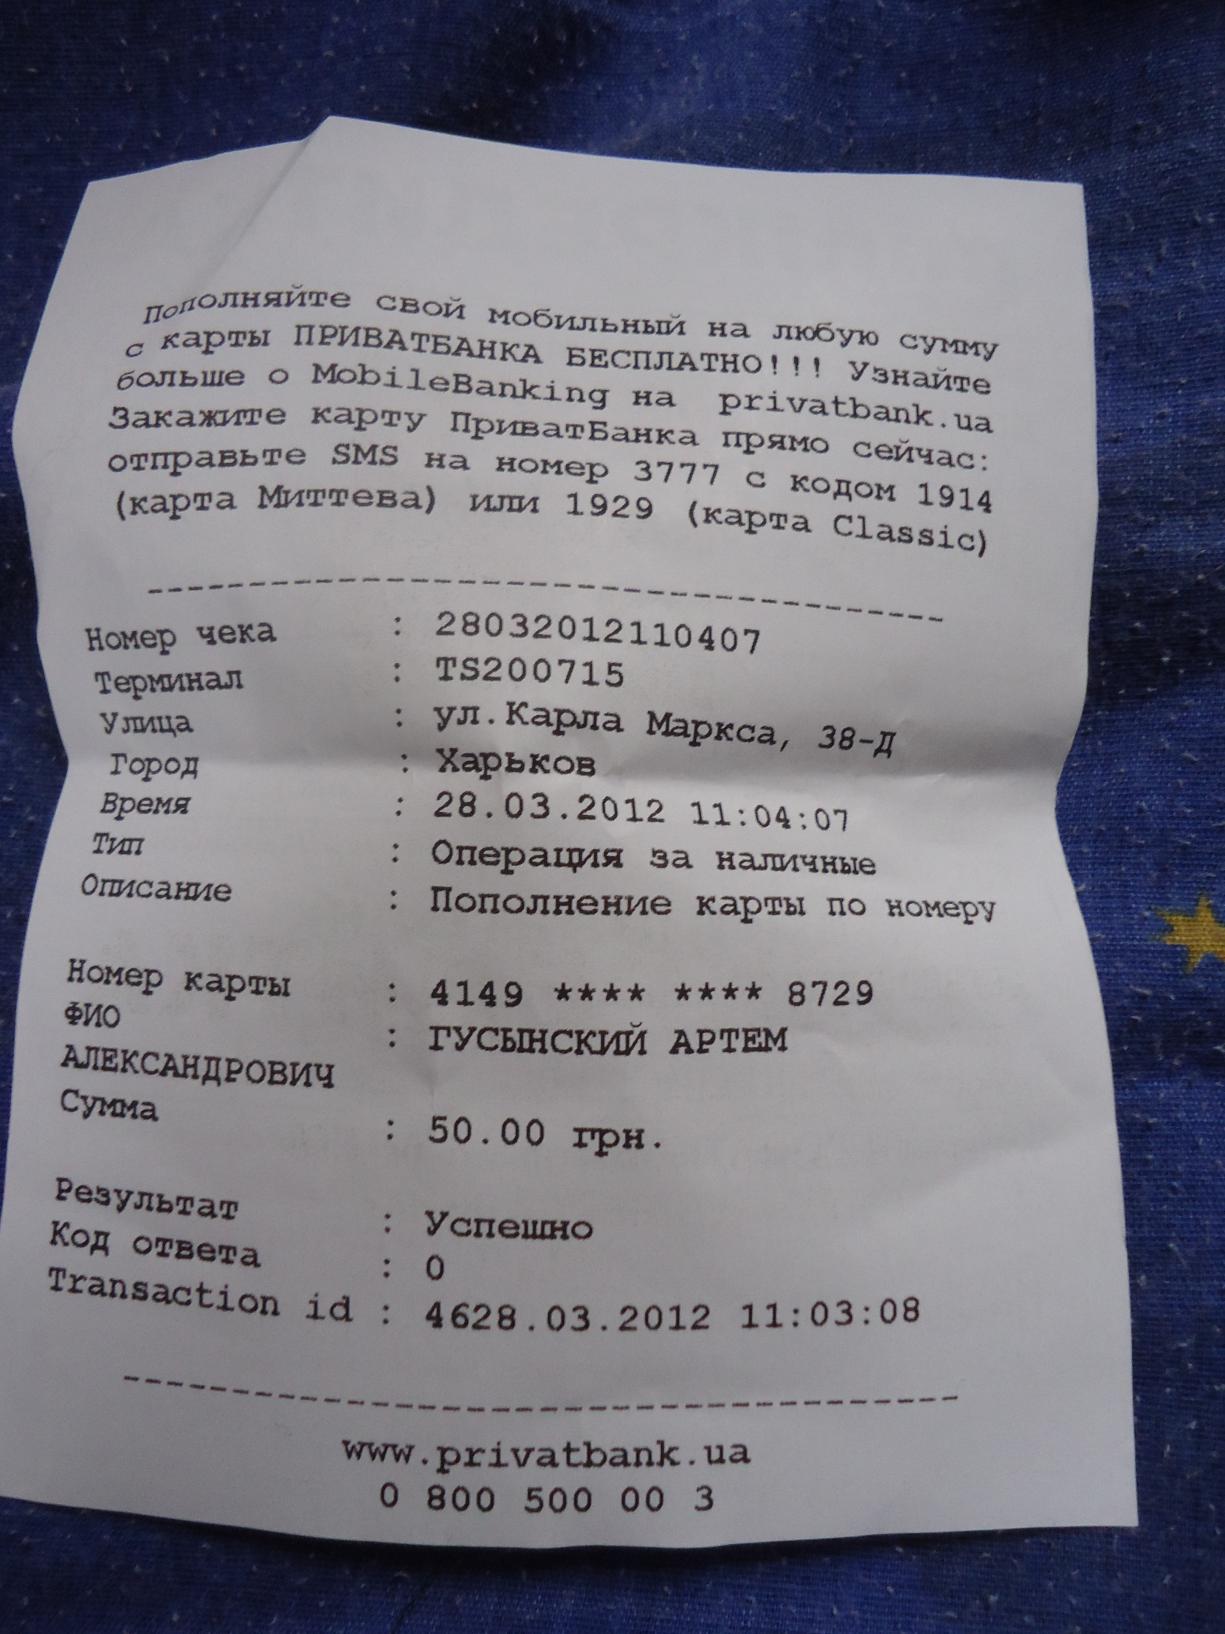 Пополняйте свой мобильный на любую сумму
с карты ПРИВАТБАНКА БЕСПЛАТНО!!! Узнайте
больше о MobileBanking на privatbank.ua
Закажите карту ПриватБанка прямо сейчас:
отправьте SMS на номер 3777 с кодом 1914
(карта Миттева) или 1929 (карта Classic)
----------------------------------------
Номер чека : 28032012110407
Терминал : TS200715
Улица : ул.Карла Маркса, 38-Д
Город : Харьков
Время : 28.03.2012 11:04:07
Тип : Операция за наличные
Описание : Пополнение карты по номеру
Номер карты : 4149 **** **** 8729
ФИО : ГУСЫНСКИЙ АРТЕМ
АЛЕКСАНДРОВИЧ
Сумма : 50.00 грн.
Результат : Успешно
Код ответа : 0
Transaction id : 4628.03.2012 11:03:08
----------------------------------------
www.privatbank.ua
0 800 500 00 3